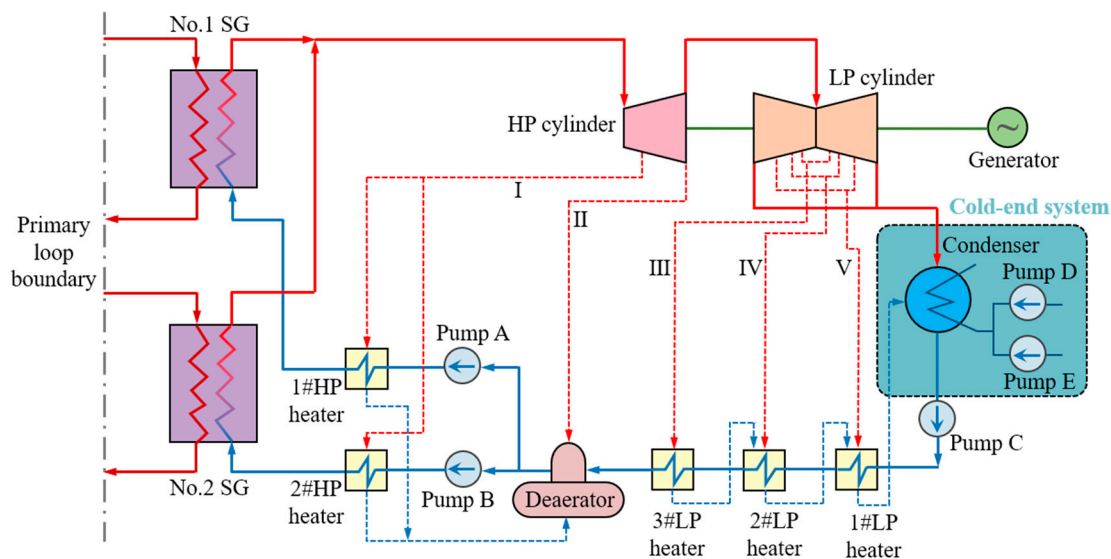 No.1 SG
LP cylinder
HP cylinder
~
Generator
I
II
Primary
loop
boundary
Cold-end system
Condenser
III
IV
V
Pump D
Pump A
Pump E
1#HP
heater
Pump C
No.2 SG
2#HP
heater
Pump B
Deaerator
3#LP
heater
2#LP
heater
1#LP
heater